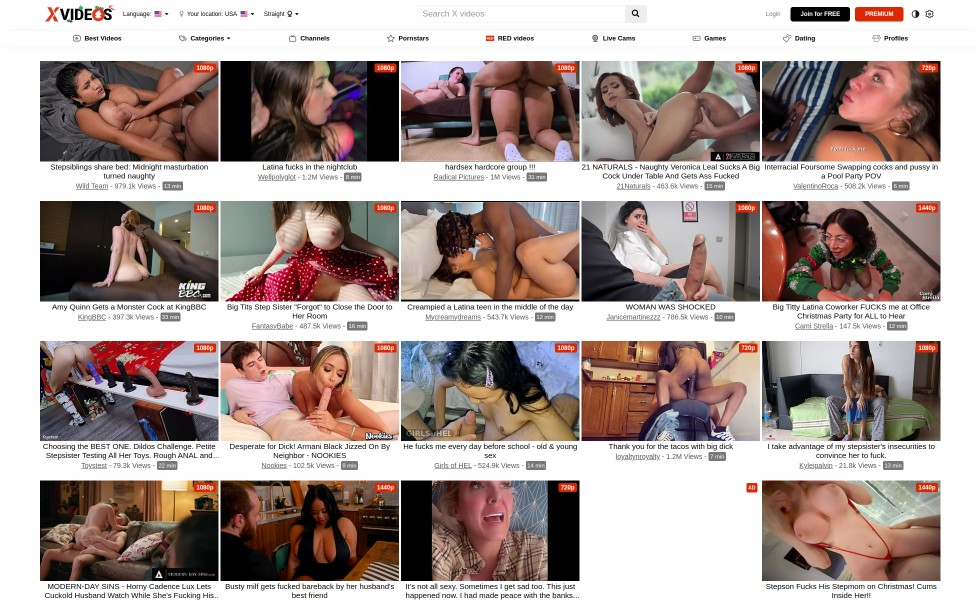 XVIDEOS
Language:
Your location: USA
Straight
Search X videos
Login
Join for FREE
PREMIUM
Best Videos
Categories
Channels
Pornstars
RED videos
Live Cams
Games
Dating
Profiles
1080p
Stepsiblings share bed: Midnight masturbation
turned naughty
Wild Team - 979.1k Views - 13 min
1080p
Latina fucks in the nightclub
Wellpolyglot - 1.2M Views - 8 min
1080p
hardsex hardcore group !!!
Radical Pictures - 1M Views - 31 min
1080p
21 NATURALS - Naughty Veronica Leal Sucks A Big
Cock Under Table And Gets Ass Fucked
21Naturals - 463.6k Views - 15 min
720p
Interracial Foursome Swapping cocks and pussy in
a Pool Party POV
ValentinoRoca - 508.2k Views - 6 min
1080p
KING
BBC.com
Amy Quinn Gets a Monster Cock at KingBBC
KingBBC - 397.3k Views - 33 min
1080p
Big Tits Step Sister "Forgot" to Close the Door to
Her Room
FantasyBabe - 487.5k Views - 16 min
Creampied a Latina teen in the middle of the day
Mycreamydreams - 543.7k Views - 12 min
1080p
WOMAN WAS SHOCKED
Janicemartinezzz - 786.5k Views - 10 min
1440p
Big Titty Latina Coworker FUCKS me at Office
Christmas Party for ALL to Hear
Cami Strella - 147.5k Views - 12 min
1080p
Choosing the BEST ONE. Dildos Challenge. Petite
Stepsister Testing All Her Toys. Rough ANAL and...
Toystest - 79.3k Views - 22 min
1080p
Nookies
Desperate for Dick! Armani Black Jizzed On By
Neighbor - NOOKIES
Nookies - 102.5k Views - 8 min
1080p
GIRLS of HEL
He fucks me every day before school - old & young
sex
Girls of HEL - 524.9k Views - 14 min
720p
Thank you for the tacos with big dick
loyaltynroyalty - 1.2M Views - 7 min
1080p
I take advantage of my stepsister's insecurities to
convince her to fuck.
Kyleipalvin - 21.8k Views - 13 min
1080p
MODERN-DAY SINS
MODERN-DAY SINS - Horny Cadence Lux Lets
Cuckold Husband Watch While She's Fucking His...
1440p
Busty milf gets fucked bareback by her husband's
best friend
720p
It's not all sexy. Sometimes I get sad too. This just
happened now. I had made peace with the banks...
AD
1440p
Stepson Fucks His Stepmom on Christmas! Cums
Inside Her!!